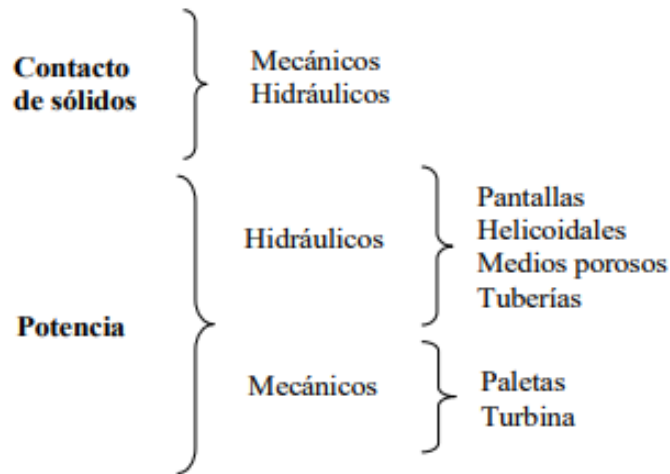 Contacto
de sólidos
Mecánicos
Hidráulicos
Potencia
Hidráulicos
Pantallas
Helicoidales
Medios porosos
Tuberías
Mecánicos
Paletas
Turbina